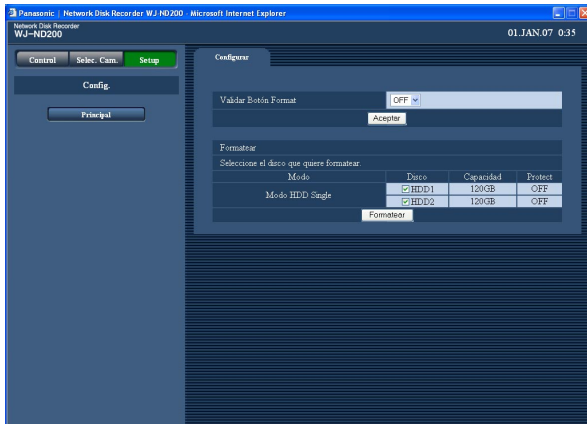 Panasonic | Network Disk Recorder WJ-ND200 - Microsoft Internet Explorer
Network Disk Recorder
WJ-ND200
01.JAN.07 0:35
Control Selec. Cam. Setup
Configurar
Config.
Principal
Validar Botón Format OFF
Aceptar
Formatear
Seleccione el disco que quiere formatear.
Modo Disco Capacidad Protect
Modo HDD Single
HDD1 120GB OFF
HDD2 120GB OFF
Formatear